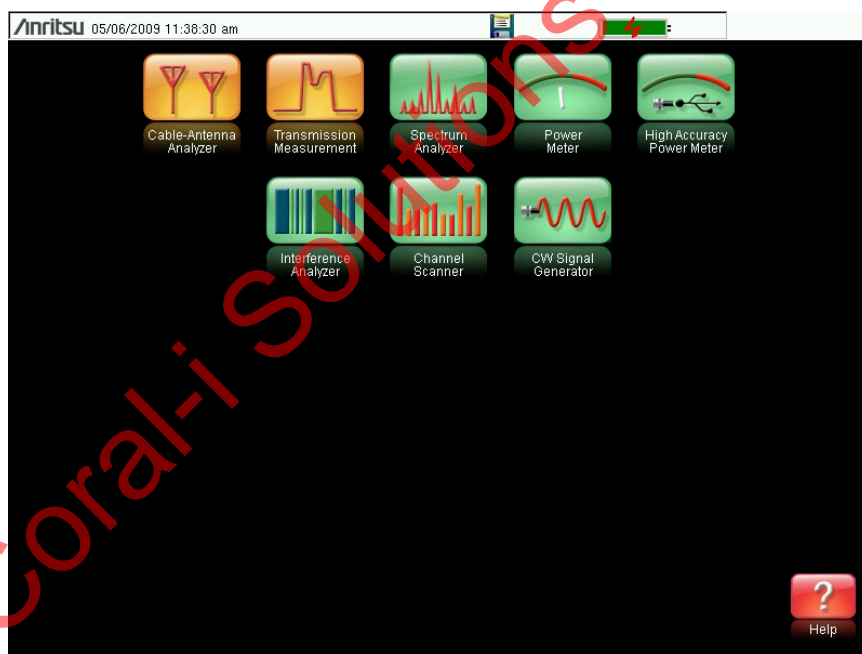 Anritsu 05/06/2009 11:38:30 am
Cable-Antenna
Analyzer
Transmission
Measurement
Spectrum
Analyzer
Power
Meter
High Accuracy
Power Meter
Interference
Analyzer
Channel
Scanner
CW Signal
Generator
?
Help
Coral-i Solutions